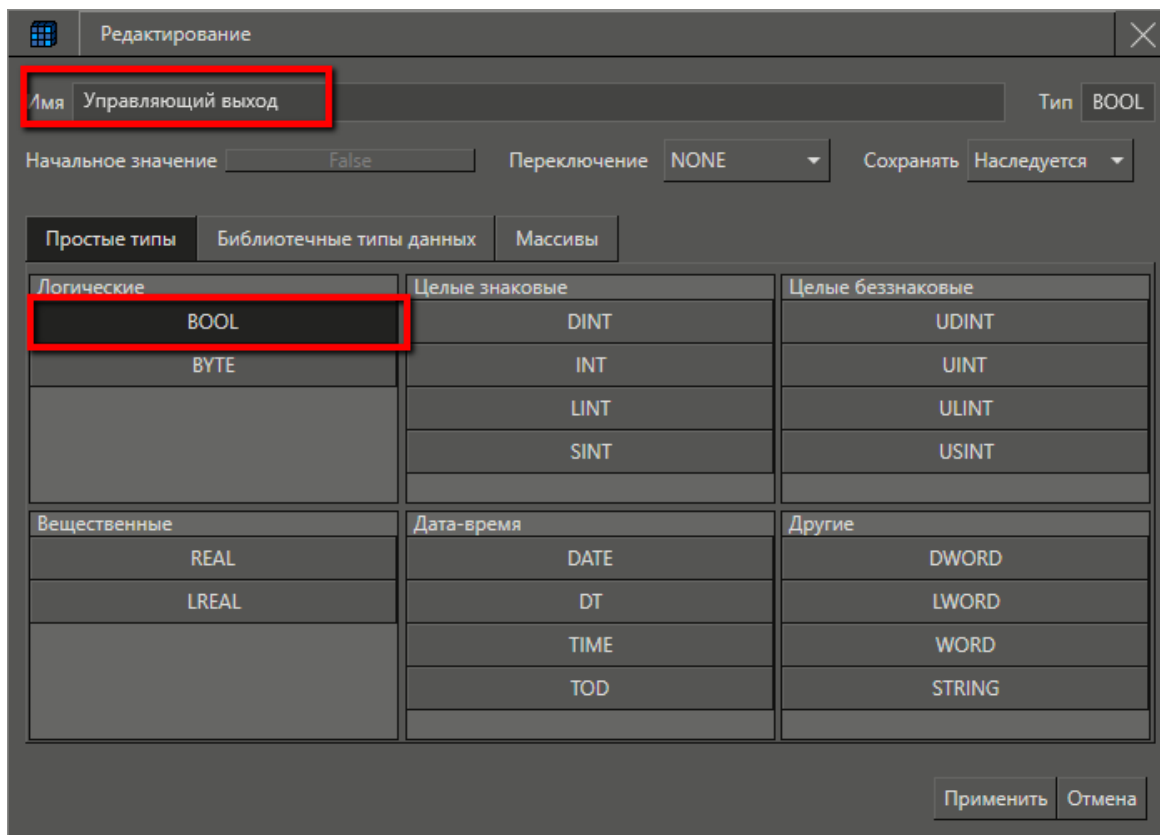 Редактирование
Имя Управляющий выход Тип BOOL
Начальное значение False Переключение NONE Сохранять Наследуется
Простые типы Библиотечные типы данных Массивы
Логические Целые знаковые Целые беззнаковые
BOOL DINT UDINT
BYTE INT UINT
LINT ULINT
SINT USINT
Вещественные Дата-время Другие
REAL DATE DWORD
LREAL DT LWORD
TIME WORD
TOD STRING
Применить Отмена